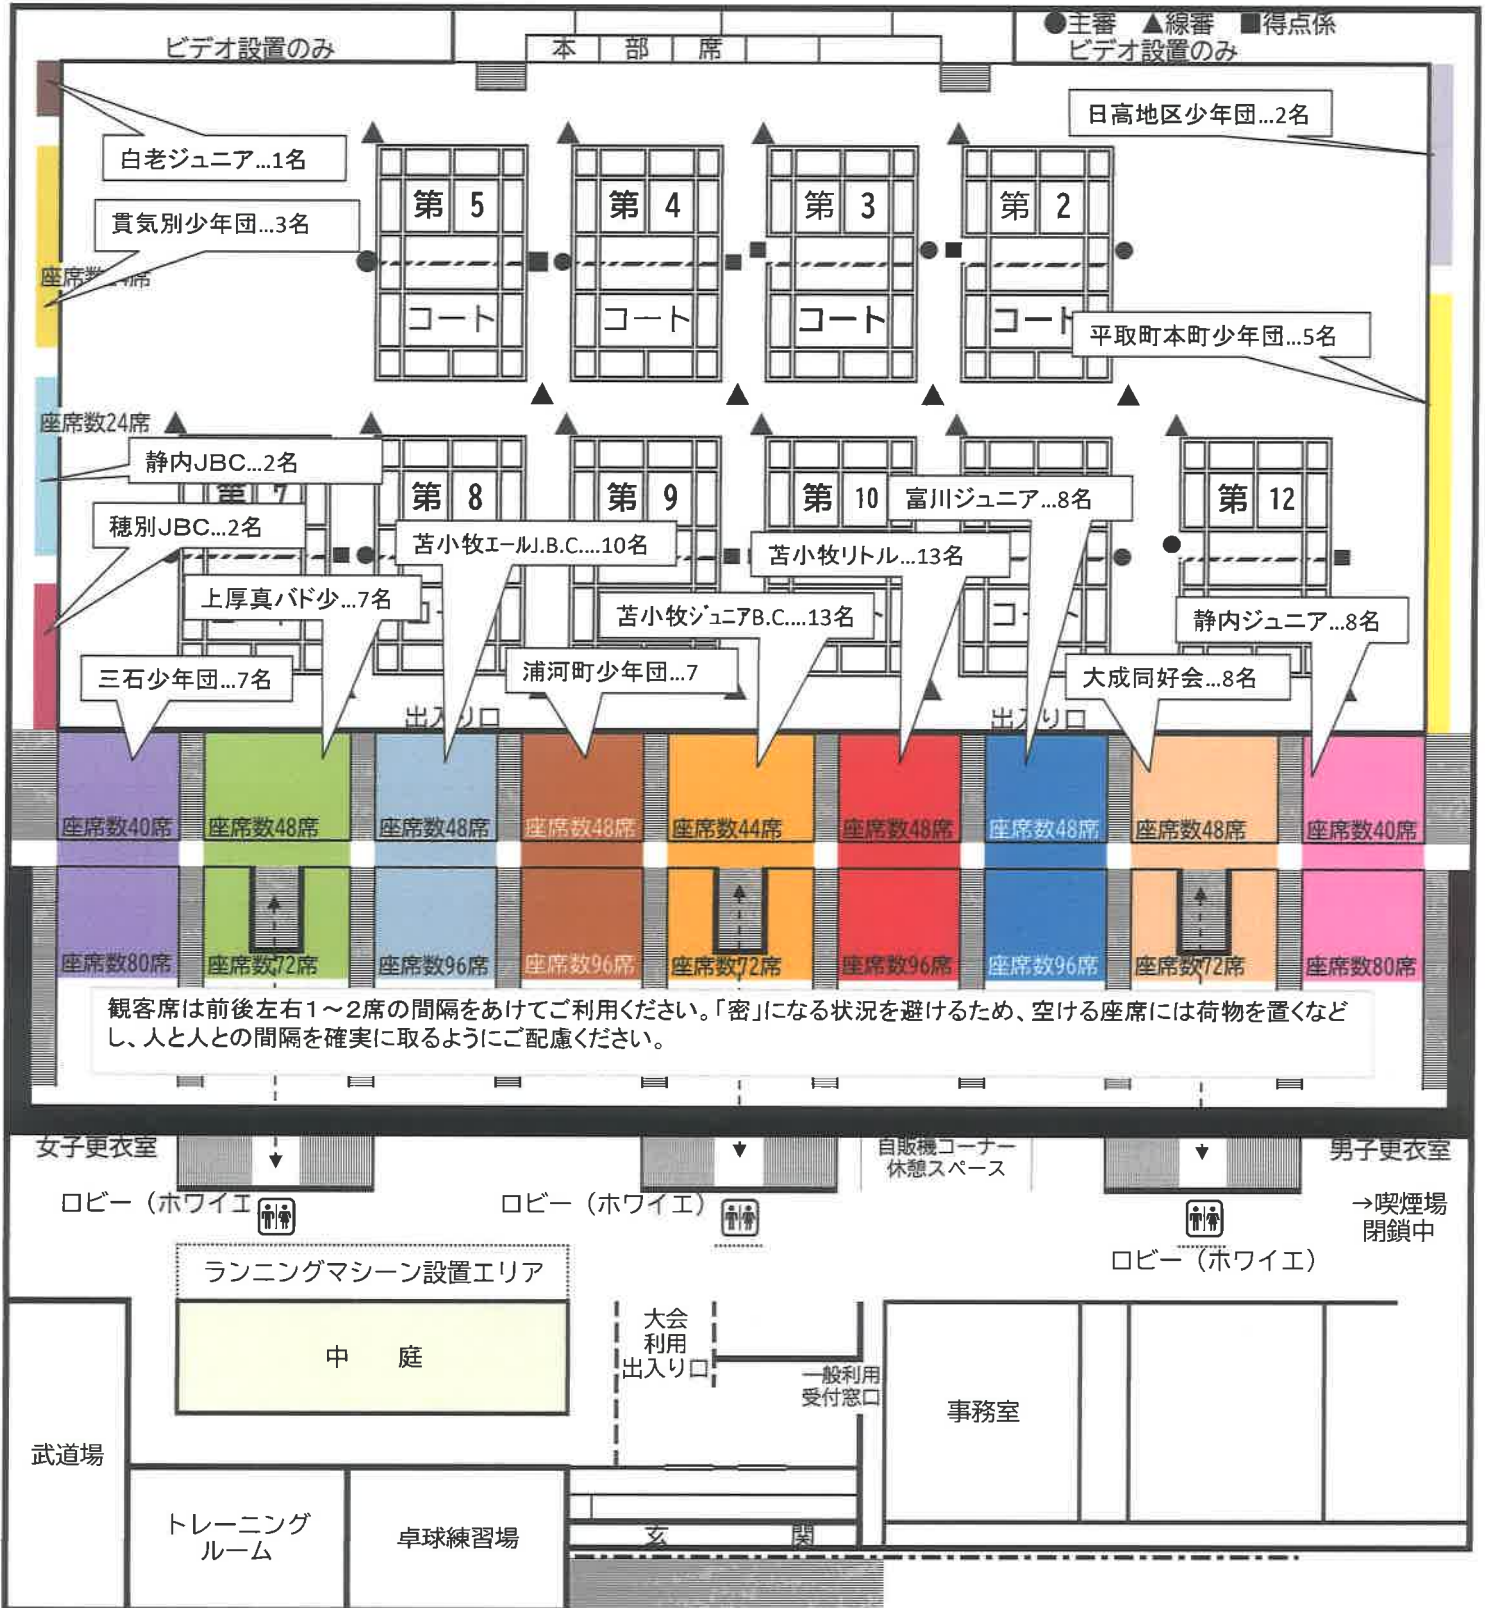 ●主審 ▲線審 ■得点係
ビデオ設置のみ
本 部 席
ビデオ設置のみ
日高地区少年団…2名
白老ジュニア…1名
第 5
第 4
第 3
第 2
貫気別少年団…3名
コート
コート
コート
コート
平取町本町少年団…5名
座席数24席
静内JBC…2名
第 7
第 8
第 9
第 10
富川ジュニア…8名
第 12
穂別JBC…2名
苫小牧エールJ.B.C.…10名
苫小牧リトル…13名
上厚真バド少…7名
苫小牧ジュニアB.C.…13名
静内ジュニア…8名
三石少年団…7名
浦河町少年団…7
大成同好会…8名
出入り口
出入り口
座席数40席
座席数48席
座席数48席
座席数48席
座席数44席
座席数48席
座席数48席
座席数48席
座席数40席
座席数80席
座席数72席
座席数96席
座席数96席
座席数72席
座席数96席
座席数96席
座席数72席
座席数80席
観客席は前後左右1~2席の間隔をあけてご利用ください。「密」になる状況を避けるため、空ける座席には荷物を置くなど
し、人と人との間隔を確実に取るようにご配慮ください。
女子更衣室
自販機コーナー
休憩スペース
男子更衣室
ロビー(ホワイエ
ロビー(ホワイエ)
→喫煙場
閉鎖中
ロビー(ホワイエ)
ランニングマシーン設置エリア
中 庭
大会
利用
出入り口
一般利用
受付窓口
事務室
武道場
トレーニング
ルーム
卓球練習場
玄 関